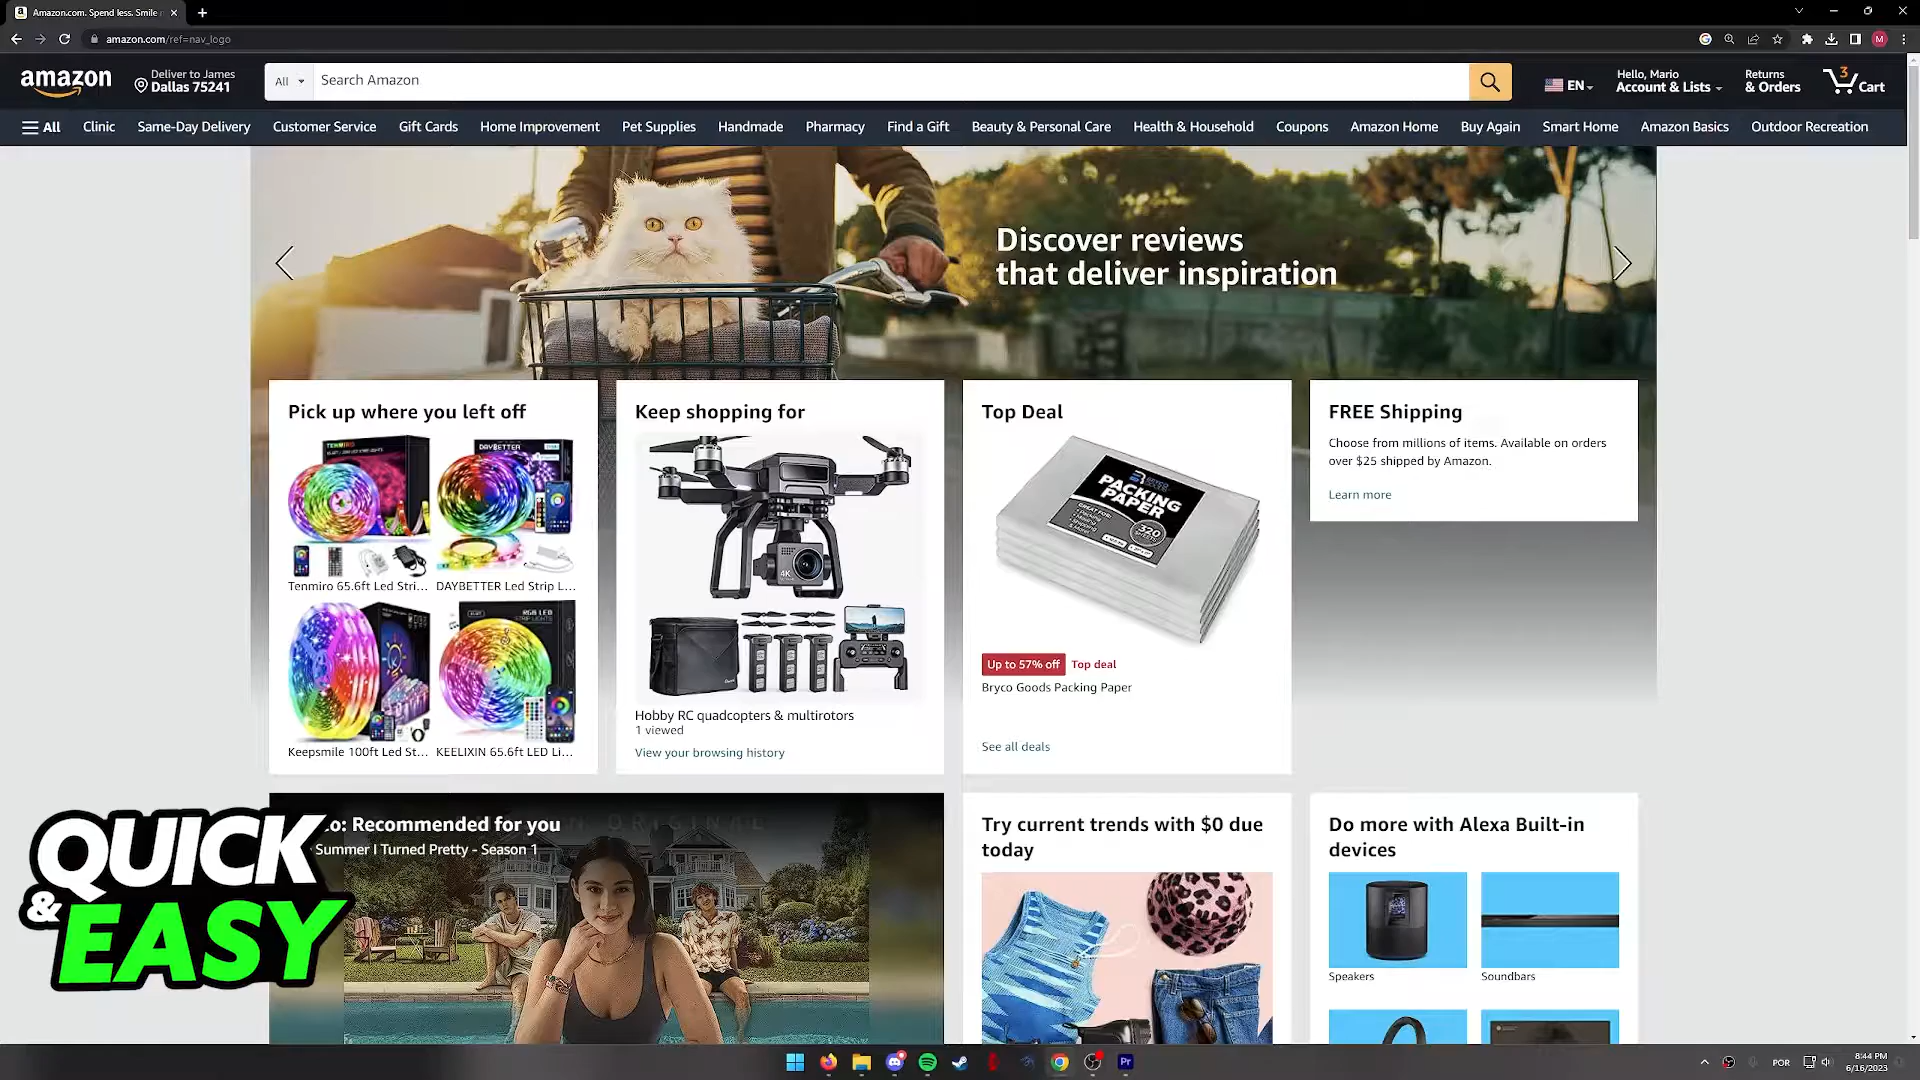 Amazon.com. Spend less. Smile
amazon.com/ref=nav_logo
M
amazon
Deliver to James
Dallas 75241
All
Search Amazon
EN
Hello, Mario
Account & Lists
Returns
& Orders
3
Cart
All
Clinic
Same-Day Delivery
Customer Service
Gift Cards
Home Improvement
Pet Supplies
Handmade
Pharmacy
Find a Gift
Beauty & Personal Care
Health & Household
Coupons
Amazon Home
Buy Again
Smart Home
Amazon Basics
Outdoor Recreation
Discover reviews
that deliver inspiration
Pick up where you left off
TENMIRO
DAYBETTER
Tenmiro 65.6ft Led Stri...
DAYBETTER Led Strip L...
Keepsmile 100ft Led St...
KEELIXIN 65.6ft LED Li...
Keep shopping for
4K
Hobby RC quadcopters & multirotors
1 viewed
View your browsing history
Top Deal
PACKING
PAPER
GREAT FOR:
320
Up to 57% off
Top deal
Bryco Goods Packing Paper
See all deals
FREE Shipping
Choose from millions of items. Available on orders
over $25 shipped by Amazon.
Learn more
o: Recommended for you
ORIGINAL
Summer I Turned Pretty - Season 1
QUICK
& EASY
Try current trends with $0 due
today
Do more with Alexa Built-in
devices
Speakers
Soundbars
Pr
POR
8:44 PM
6/16/2023